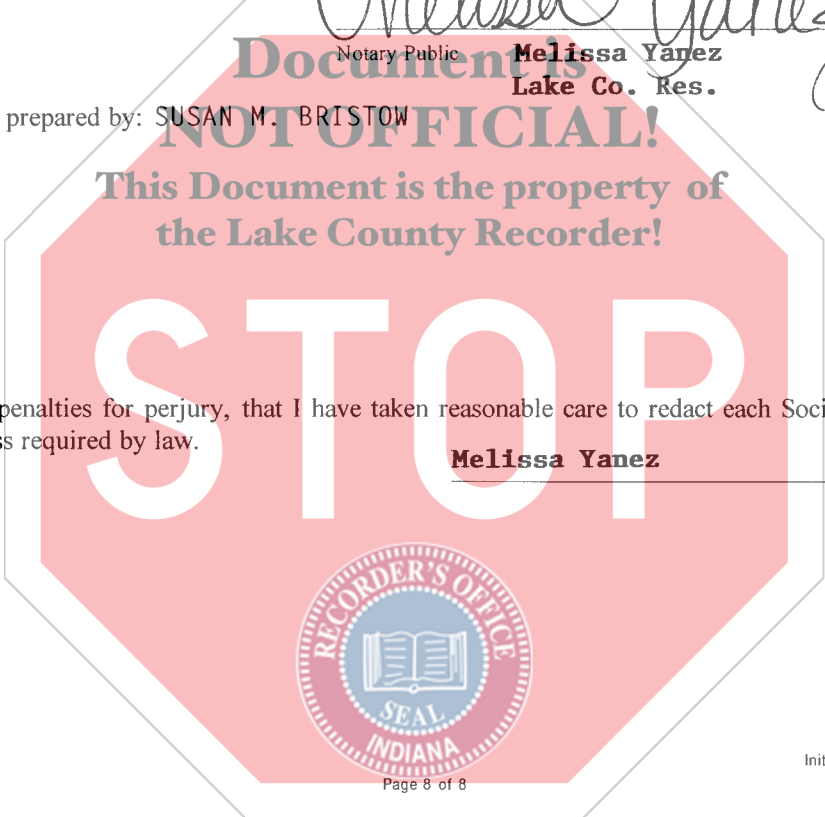 Melissa Yanez
Notary Public Melissa Yanez
Lake Co. Res.
Document is
prepared by: SUSAN M. BRISTOW
NOT OFFICIAL!
This Document is the property of
the Lake County Recorder!
STOP
penalties for perjury, that I have taken reasonable care to redact each Soci
s required by law.
Melissa Yanez
RECORDER'S OFFICE
SEAL
INDIANA
Init
Page 8 of 8